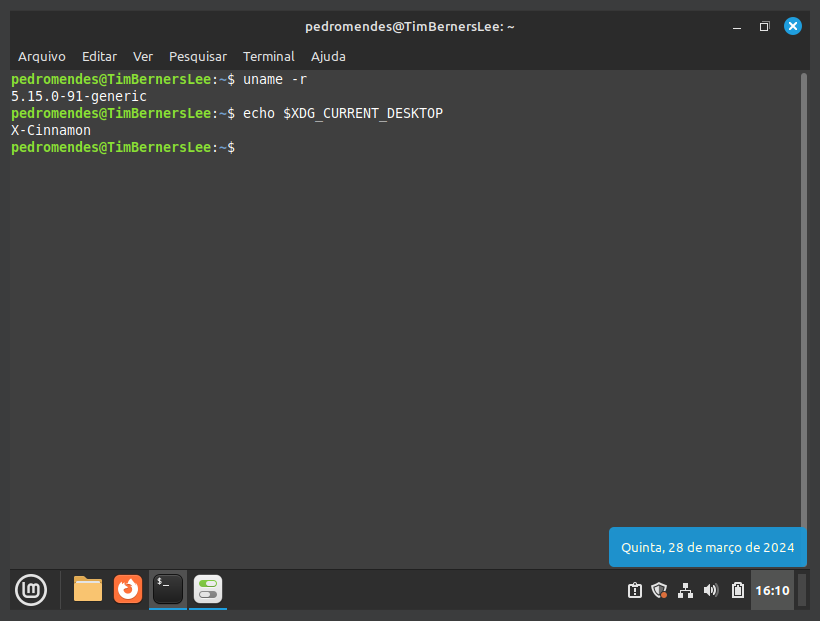 pedromendes@TimBernersLee: ~
Arquivo Editar Ver Pesquisar Terminal Ajuda
pedromendes@TimBernersLee:~$ uname -r
5.15.0-91-generic
pedromendes@TimBernersLee:~$ echo $XDG_CURRENT_DESKTOP
X-Cinnamon
pedromendes@TimBernersLee:~$
Quinta, 28 de março de 2024
$_
16:10